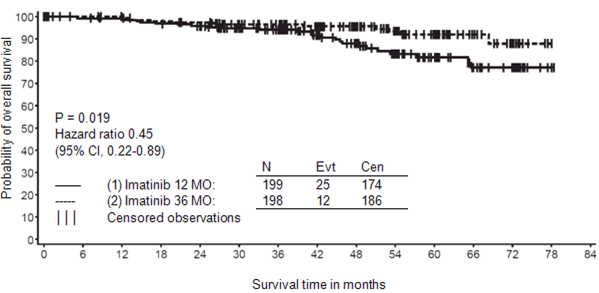 Probability of overall survival
100
90
80
70
60
50
40
30
20
10
0
P = 0.019
Hazard ratio 0.45
(95% CI, 0.22-0.89)
N Evt Cen
(1) Imatinib 12 MO: 199 25 174
(2) Imatinib 36 MO: 198 12 186
Censored observations
0 6 12 18 24 30 36 42 48 54 60 66 72 78 84
Survival time in months